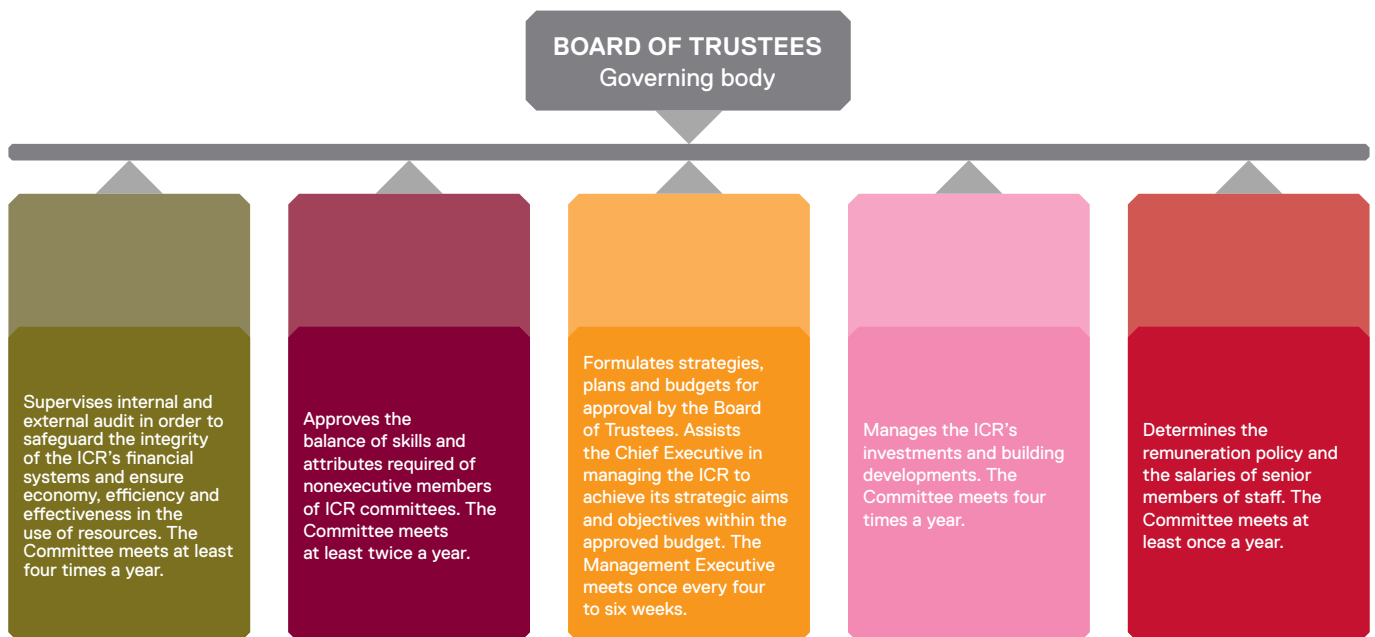 BOARD OF TRUSTEES
Governing body
Supervises internal and
external audit in order to
safeguard the integrity
of the ICR's financial
systems and ensure
economy, efficiency and
effectiveness in the
use of resources. The
Committee meets at least
four times a year.
Approves the
balance of skills and
attributes required of
nonexecutive members
of ICR committees. The
Committee meets
at least twice a year.
Formulates strategies,
plans and budgets for
approval by the Board
of Trustees. Assists
the Chief Executive in
managing the ICR to
achieve its strategic aims
and objectives within the
approved budget. The
Management Executive
meets once every four
to six weeks.
Manages the ICR's
investments and building
developments. The
Committee meets four
times a year.
Determines the
remuneration policy and
the salaries of senior
members of staff. The
Committee meets at
least once a year.